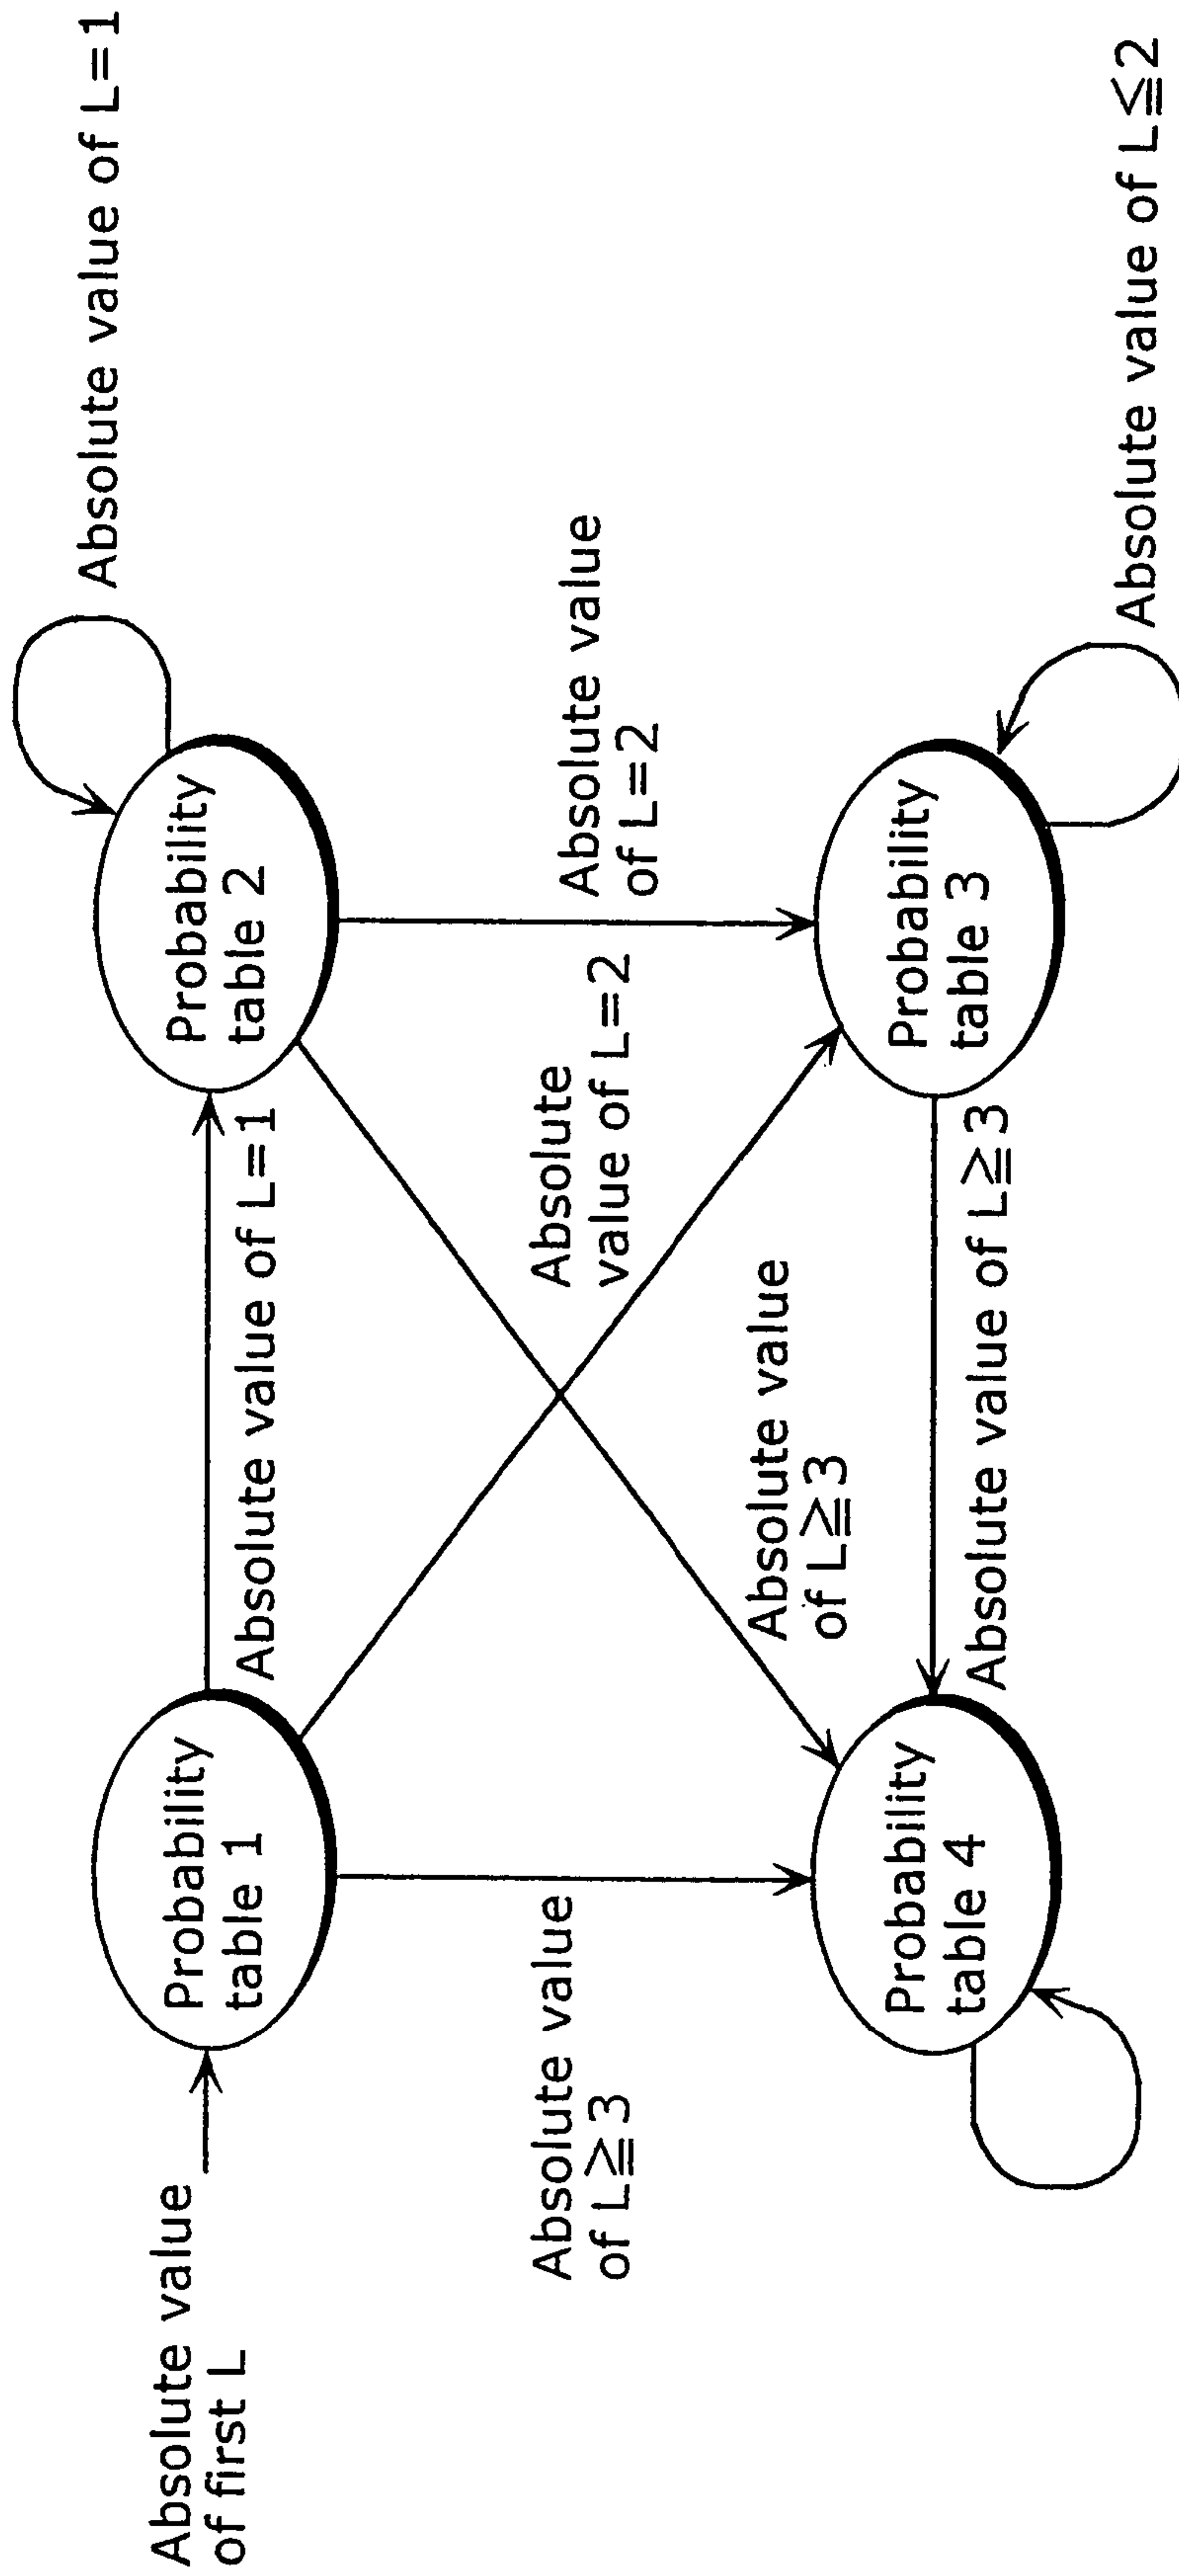 Absolute value of L=1
Absolute value
of first L
Probability
table 1
Absolute value of L=1
Probability
table 2
Absolute value
of L≧3
Absolute
value of L=2
Absolute value
of L=2
Absolute value
of L≧3
Probability
table 4
Absolute value of L≧3
Probability
table 3
Absolute value of L≦2